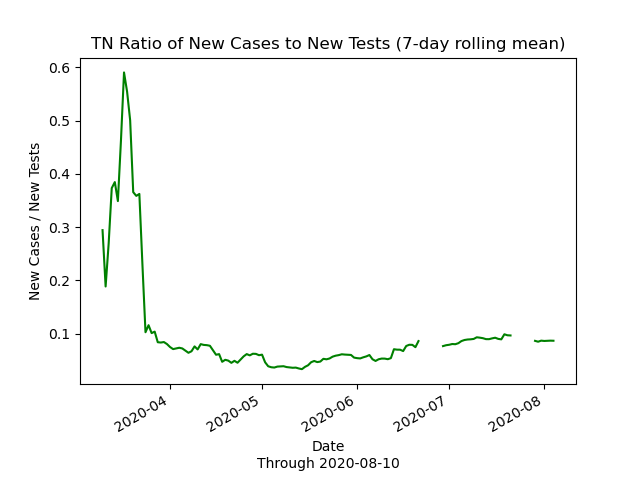 TN Ratio of New Cases to New Tests (7-day rolling mean)
New Cases / New Tests
0.6
0.5
0.4
0.3
0.2
0.1
2020-04
2020-05
2020-06
2020-07
2020-08
Date
Through 2020-08-10